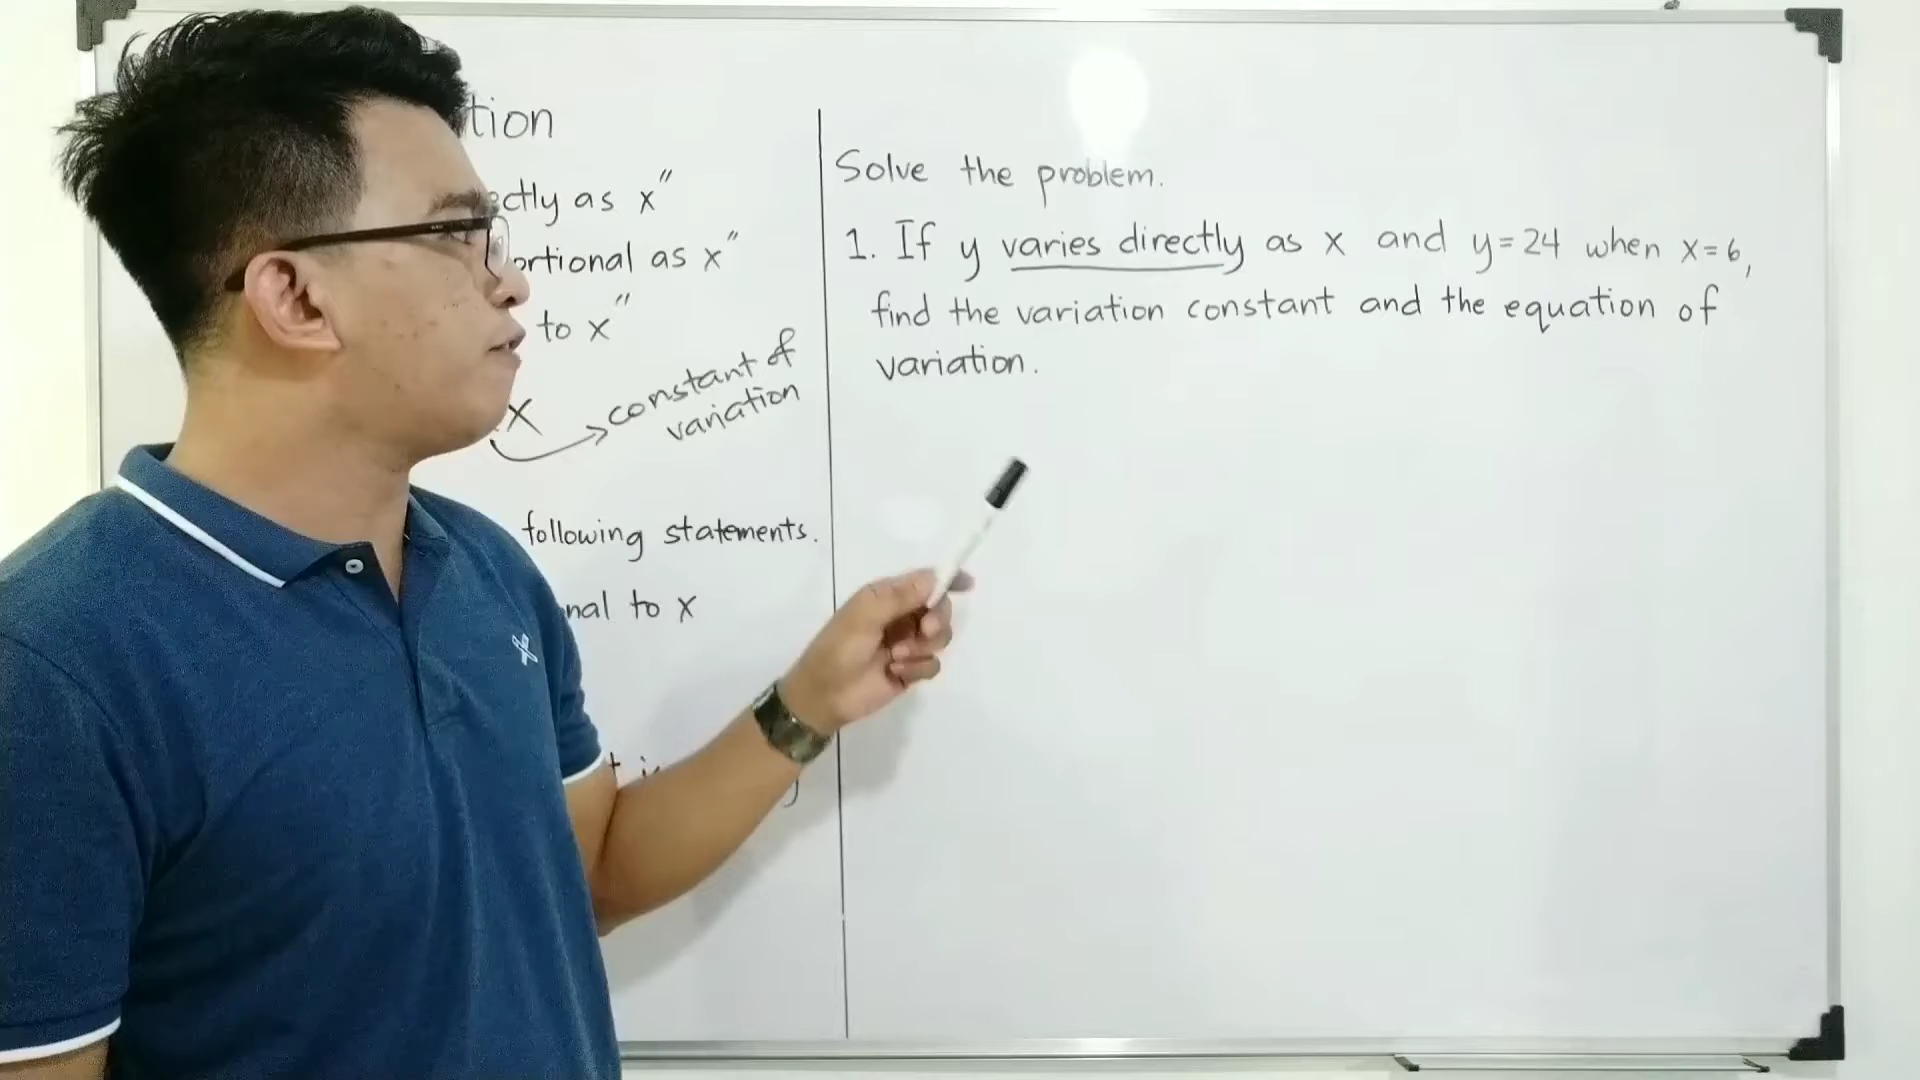 tion
ectly as x"
ortional as x"
to x"
x
constant of
variation
following statements.
nal to x
Solve the problem.
1. If y varies directly as x and y=24 when x=6,
find the variation constant and the equation of
variation.